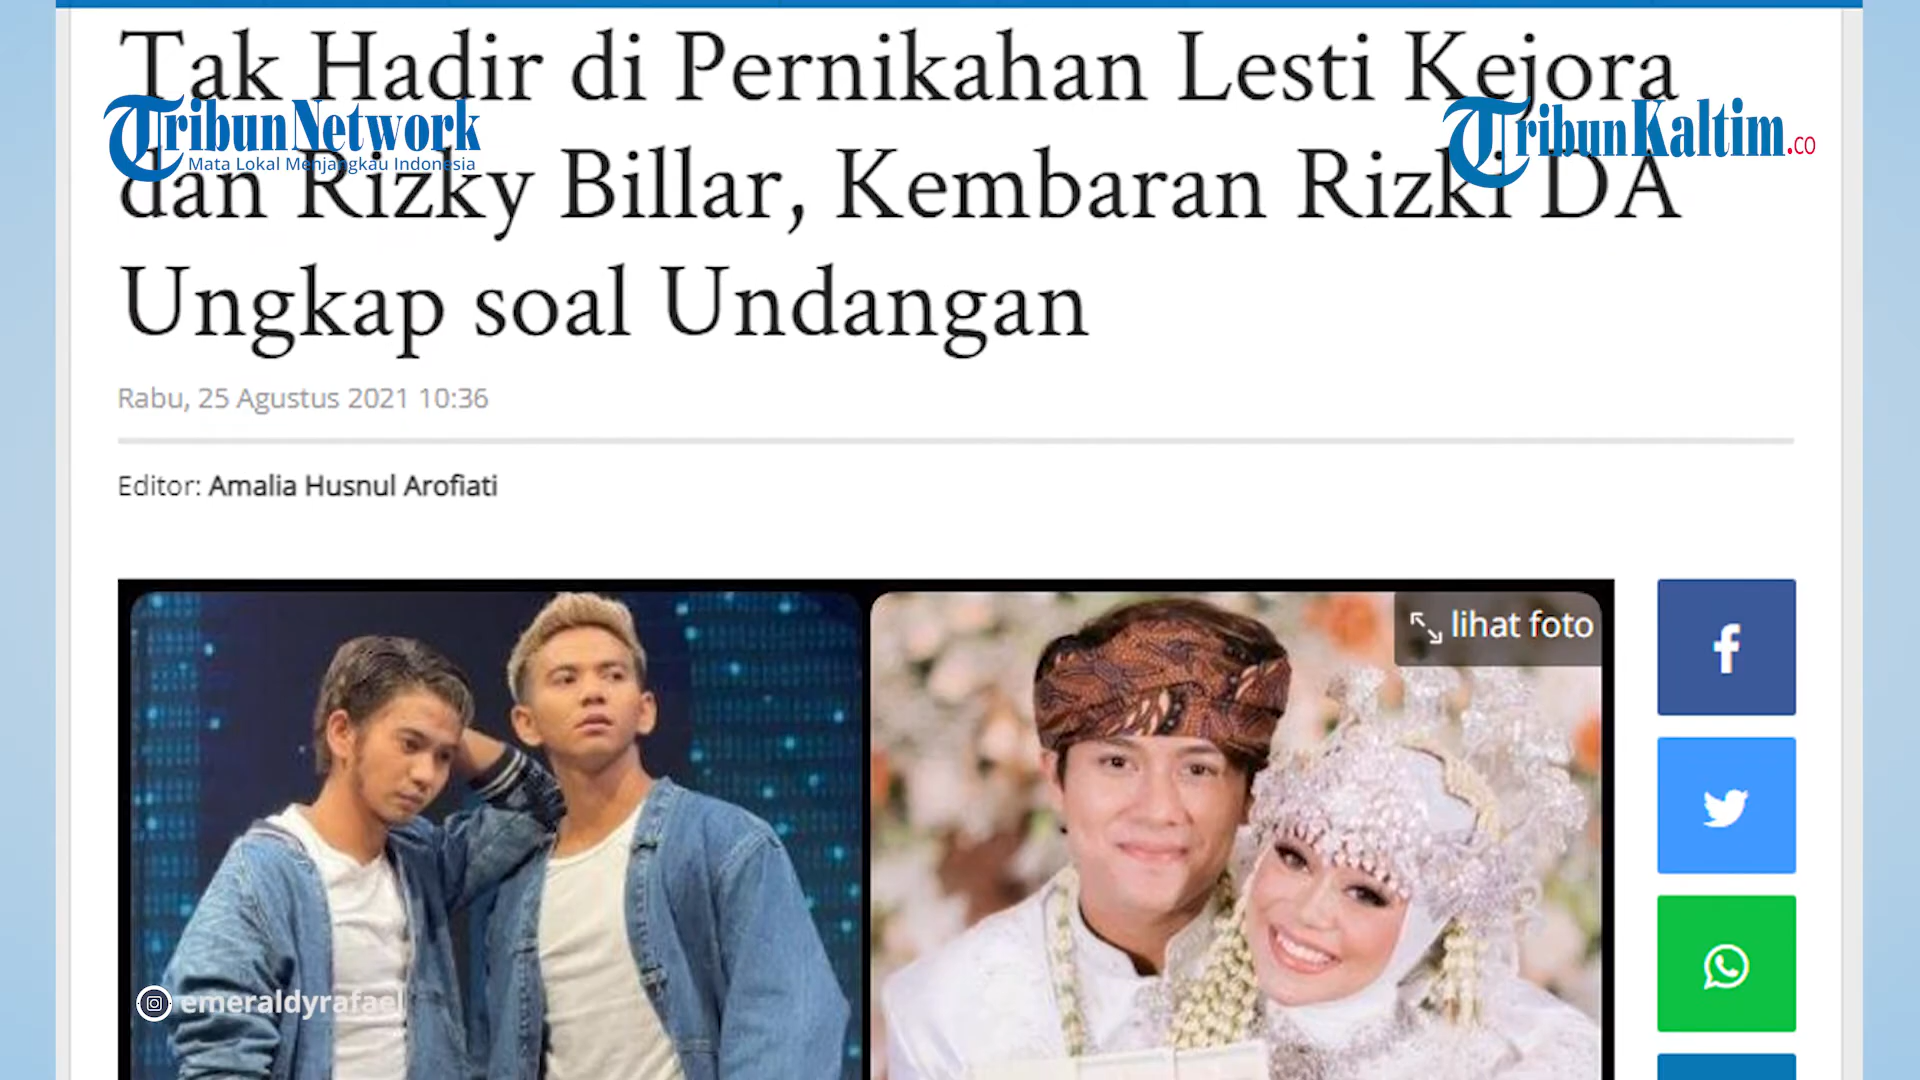 Tak Hadir di Pernikahan Lesti Kejora
TribunNetwork
Mata Lokal Menjangkau Indonesia
TribunKaltim.co
dan Rizky Billar, Kembaran Rizki DA
Ungkap soal Undangan
Rabu, 25 Agustus 2021 10:36
Editor: Amalia Husnul Arofiati
lihat foto
emeraldyrafael